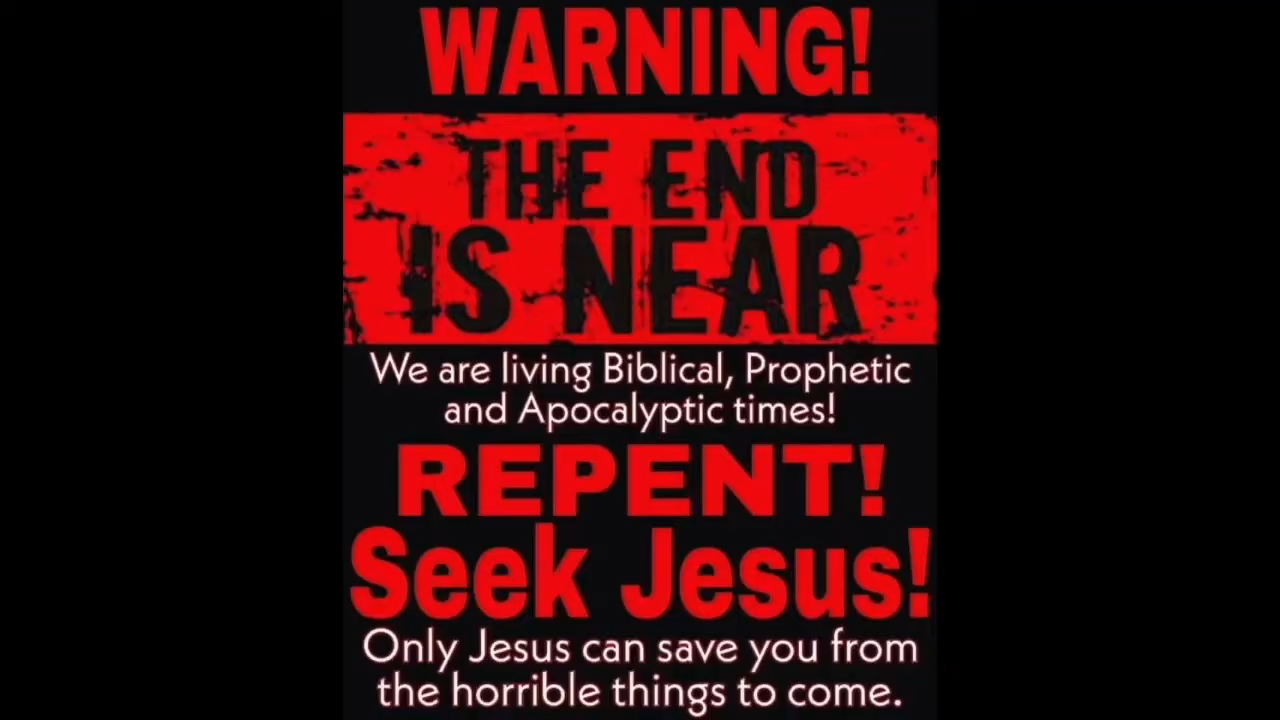 WARNING!
THE END
IS NEAR
We are living Biblical, Prophetic
and Apocalyptic times!
REPENT!
Seek Jesus!
Only Jesus can save you from
the horrible things to come.